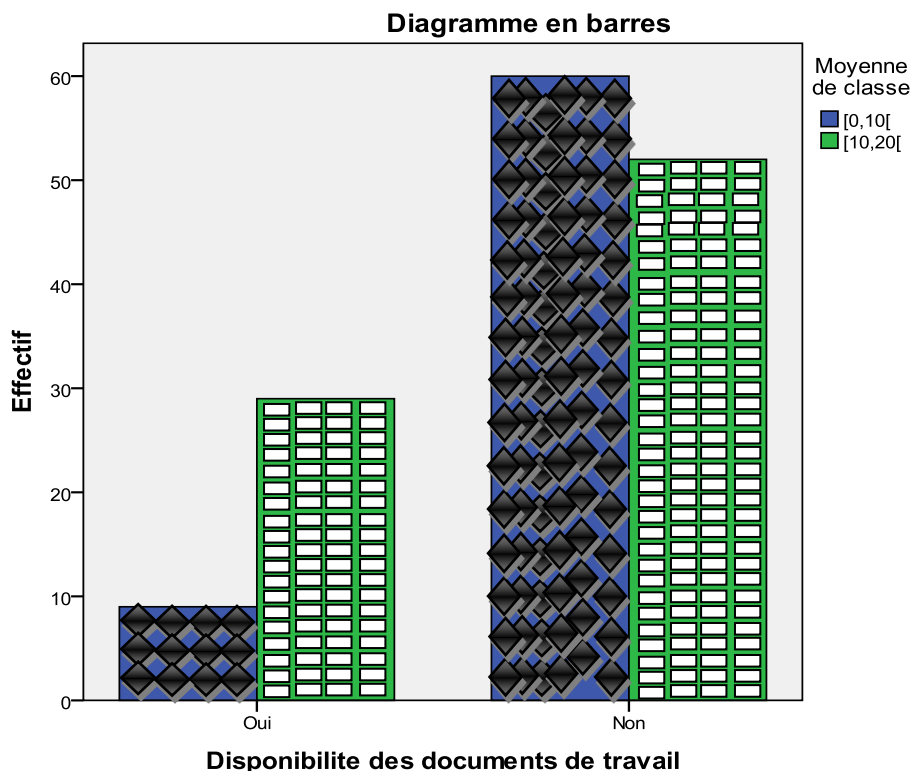 Diagramme en barres
Moyenne
de classe
[0,10[
[10,20[
Effectif
60
50
40
30
20
10
0
Oui
Non
Disponibilite des documents de travail